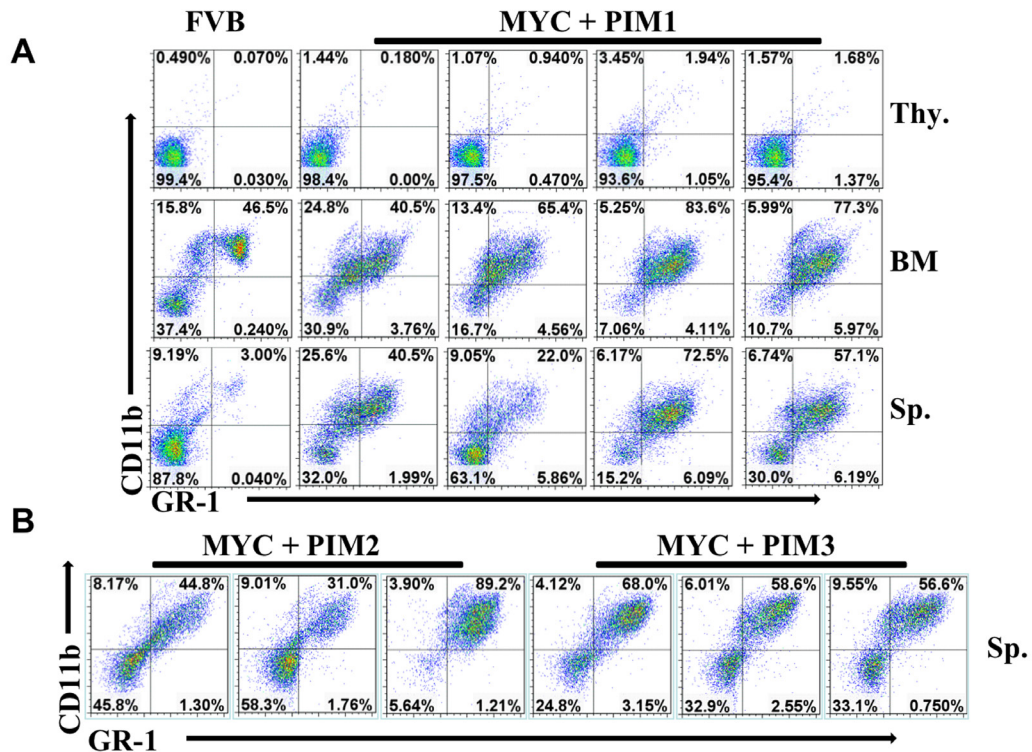 FVB MYC + PIM1
A
0.490% 0.070% 1.44% 0.180% 1.07% 0.940% 3.45% 1.94% 1.57% 1.68%
Thy.
99.4% 0.030% 98.4% 0.00% 97.5% 0.470% 93.6% 1.05% 95.4% 1.37%
15.8% 46.5% 24.8% 40.5% 13.4% 65.4% 5.25% 83.6% 5.99% 77.3%
BM
37.4% 0.240% 30.9% 3.76% 16.7% 4.56% 7.06% 4.11% 10.7% 5.97%
9.19% 3.00% 25.6% 40.5% 9.05% 22.0% 6.17% 72.5% 6.74% 57.1%
Sp.
CD11b
87.8% 0.040% 32.0% 1.99% 63.1% 5.86% 15.2% 6.09% 30.0% 6.19%
GR-1
B
MYC + PIM2 MYC + PIM3
8.17% 44.8% 9.01% 31.0% 3.90% 89.2% 4.12% 68.0% 6.01% 58.6% 9.55% 56.6%
CD11b
Sp.
45.8% 1.30% 58.3% 1.76% 5.64% 1.21% 24.8% 3.15% 32.9% 2.55% 33.1% 0.750%
GR-1